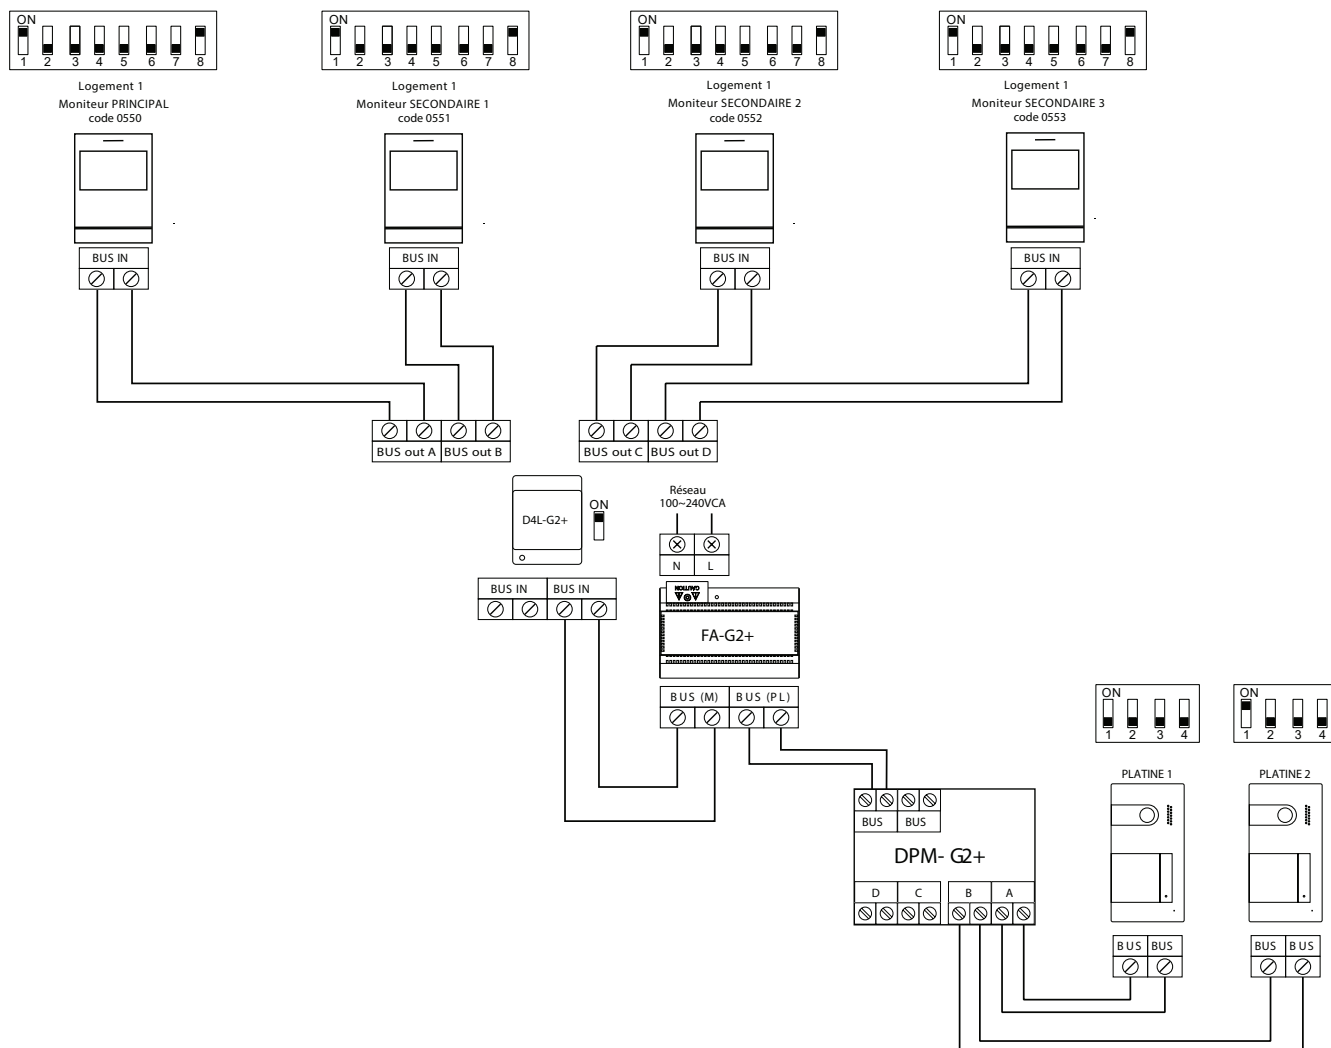 ON
1 2 3 4 5 6 7 8
Logement 1
Moniteur PRINCIPAL
code 0550
BUS IN
ON
1 2 3 4 5 6 7 8
Logement 1
Moniteur SECONDAIRE 1
code 0551
BUS IN
ON
1 2 3 4 5 6 7 8
Logement 1
Moniteur SECONDAIRE 2
code 0552
BUS IN
ON
1 2 3 4 5 6 7 8
Logement 1
Moniteur SECONDAIRE 3
code 0553
BUS IN
BUS out A BUS out B
BUS out C BUS out D
D4L-G2+
ON
BUS IN BUS IN
Réseau
100~240VCA
N L
CAUTION
FA-G2+
BUS (M) BUS (PL)
BUS BUS
DPM- G2+
D C B A
ON
1 2 3 4
PLATINE 1
BUS BUS
ON
1 2 3 4
PLATINE 2
BUS BUS